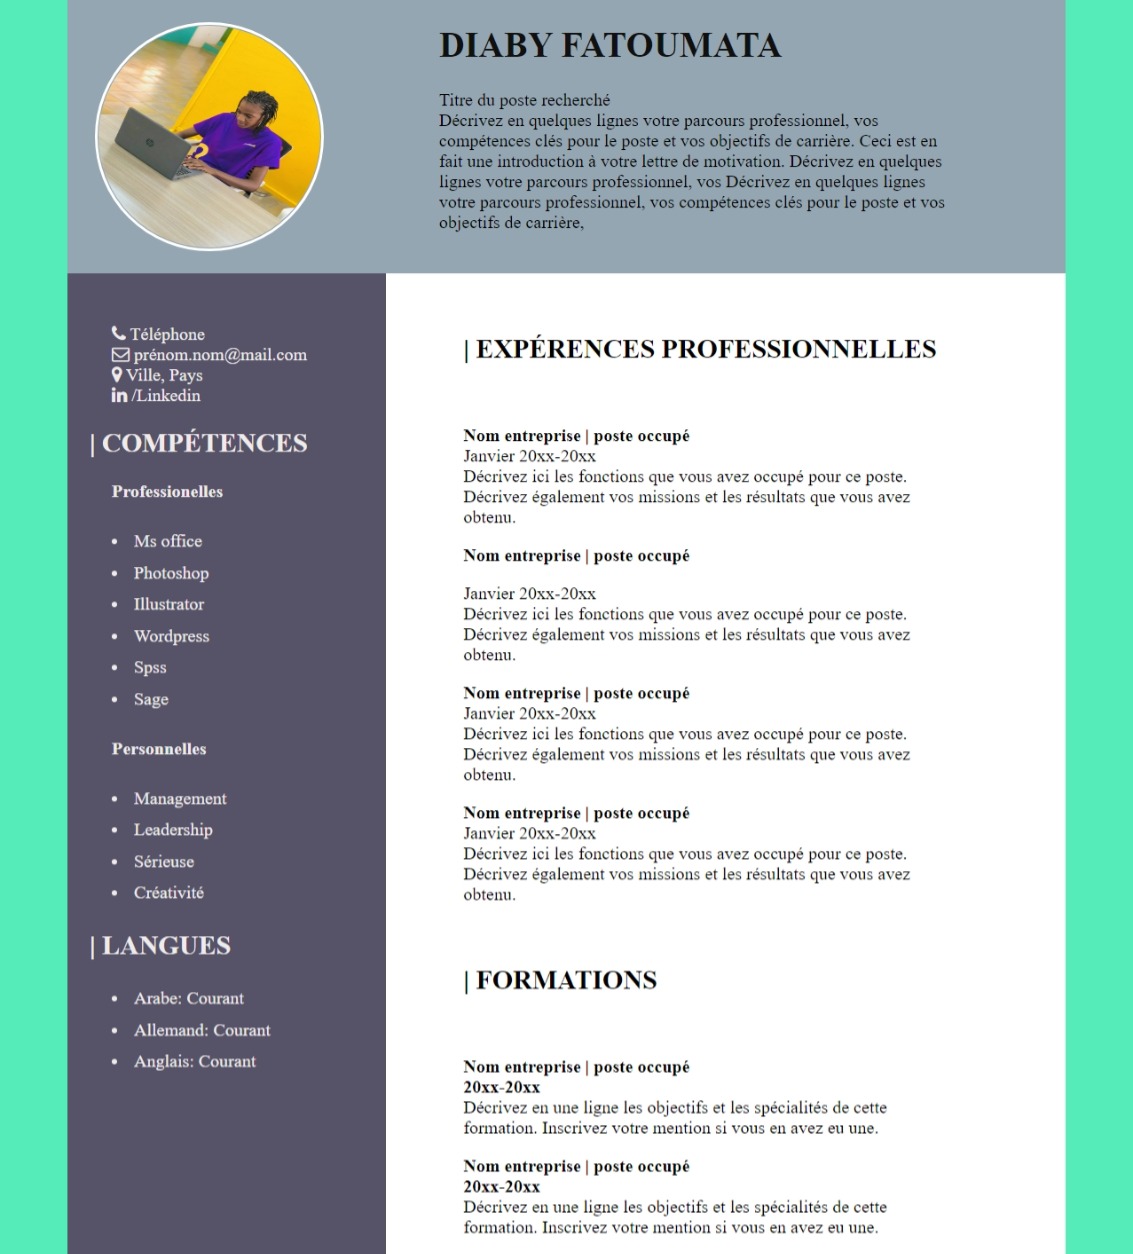 DIABY FATOUMATA
Titre du poste recherché
Décrivez en quelques lignes votre parcours professionnel, vos
compétences clés pour le poste et vos objectifs de carrière. Ceci est en
fait une introduction à votre lettre de motivation. Décrivez en quelques
lignes votre parcours professionnel, vos Décrivez en quelques lignes
votre parcours professionnel, vos compétences clés pour le poste et vos
objectifs de carrière,
Téléphone
prénom.nom@mail.com
Ville, Pays
in /Linkedin
| COMPÉTENCES
Professionelles
• Ms office
• Photoshop
• Illustrator
• Wordpress
• Spss
• Sage
Personnelles
• Management
• Leadership
• Sérieuse
• Créativité
| LANGUES
• Arabe: Courant
• Allemand: Courant
• Anglais: Courant
| EXPÉRENCES PROFESSIONNELLES
Nom entreprise | poste occupé
Janvier 20xx-20xx
Décrivez ici les fonctions que vous avez occupé pour ce poste.
Décrivez également vos missions et les résultats que vous avez
obtenu.
Nom entreprise | poste occupé
Janvier 20xx-20xx
Décrivez ici les fonctions que vous avez occupé pour ce poste.
Décrivez également vos missions et les résultats que vous avez
obtenu.
Nom entreprise | poste occupé
Janvier 20xx-20xx
Décrivez ici les fonctions que vous avez occupé pour ce poste.
Décrivez également vos missions et les résultats que vous avez
obtenu.
Nom entreprise | poste occupé
Janvier 20xx-20xx
Décrivez ici les fonctions que vous avez occupé pour ce poste.
Décrivez également vos missions et les résultats que vous avez
obtenu.
| FORMATIONS
Nom entreprise | poste occupé
20xx-20xx
Décrivez en une ligne les objectifs et les spécialités de cette
formation. Inscrivez votre mention si vous en avez eu une.
Nom entreprise | poste occupé
20xx-20xx
Décrivez en une ligne les objectifs et les spécialités de cette
formation. Inscrivez votre mention si vous en avez eu une.